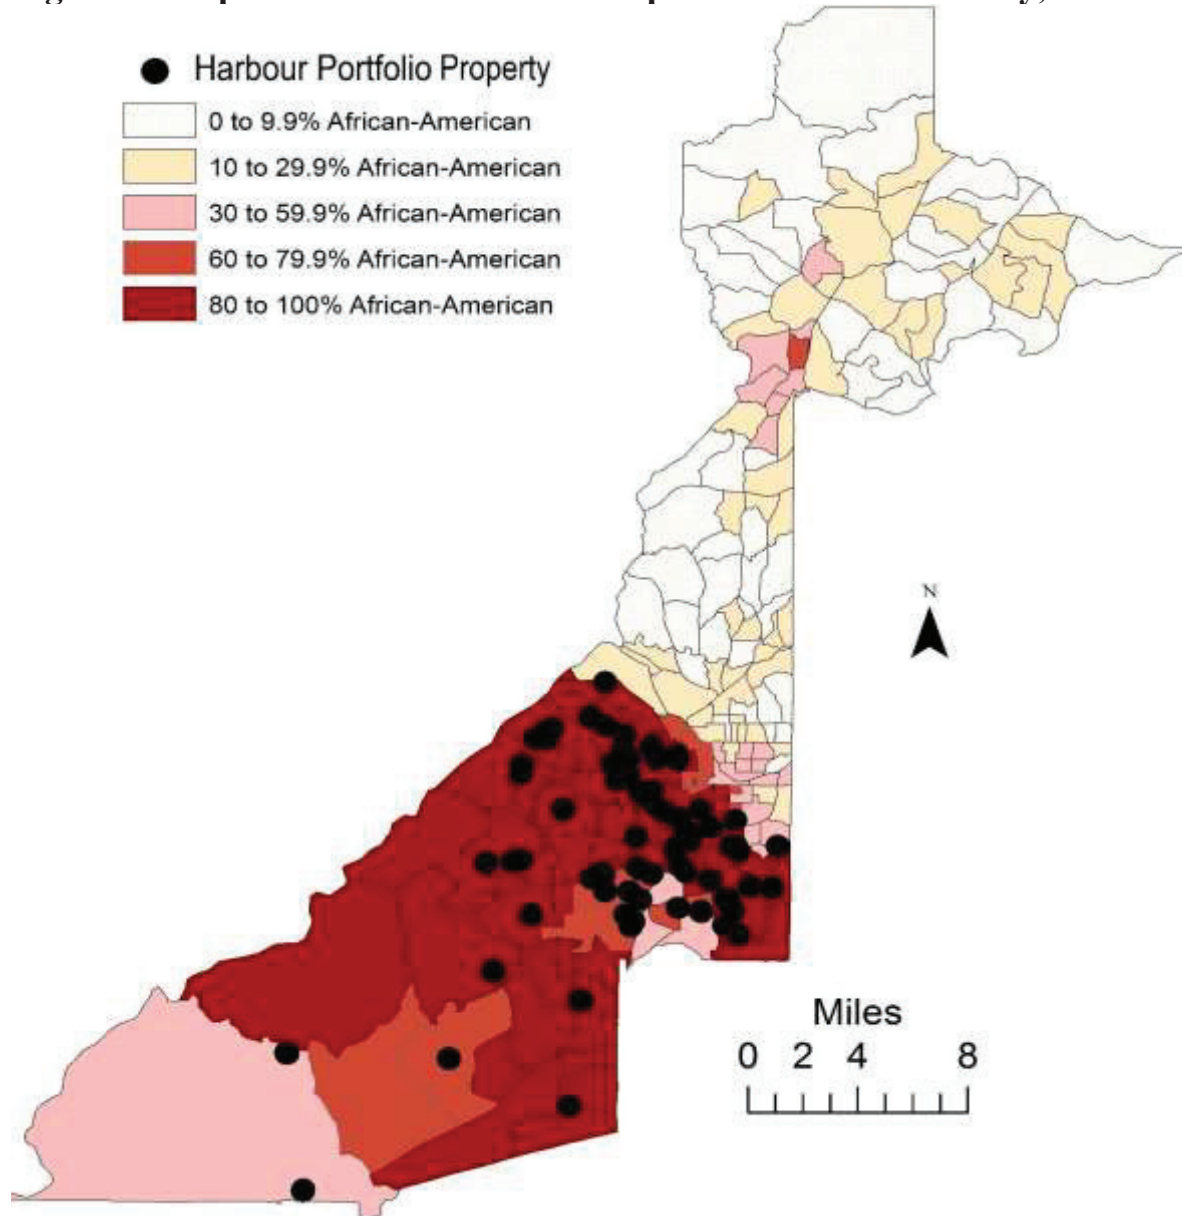 Harbour Portfolio Property
0 to 9.9% African-American
10 to 29.9% African-American
30 to 59.9% African-American
60 to 79.9% African-American
80 to 100% African-American
N
Miles
0 2 4 8